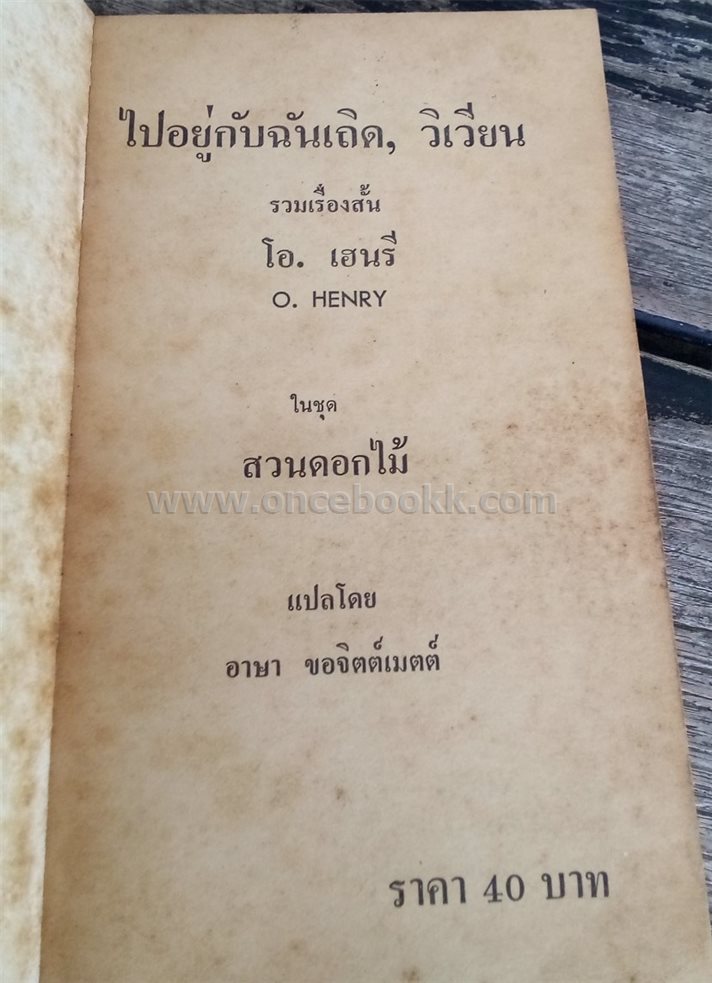 ไปอยู่กับฉันเถิด, วิเวียน
รวมเรื่องสั้น
โอ. เฮนรี
O. HENRY
ในชุด
สวนดอกไม้
www.oncebookk.com
แปลโดย
อาษา ขอจิตต์เมตต์
ราคา 40 บาท